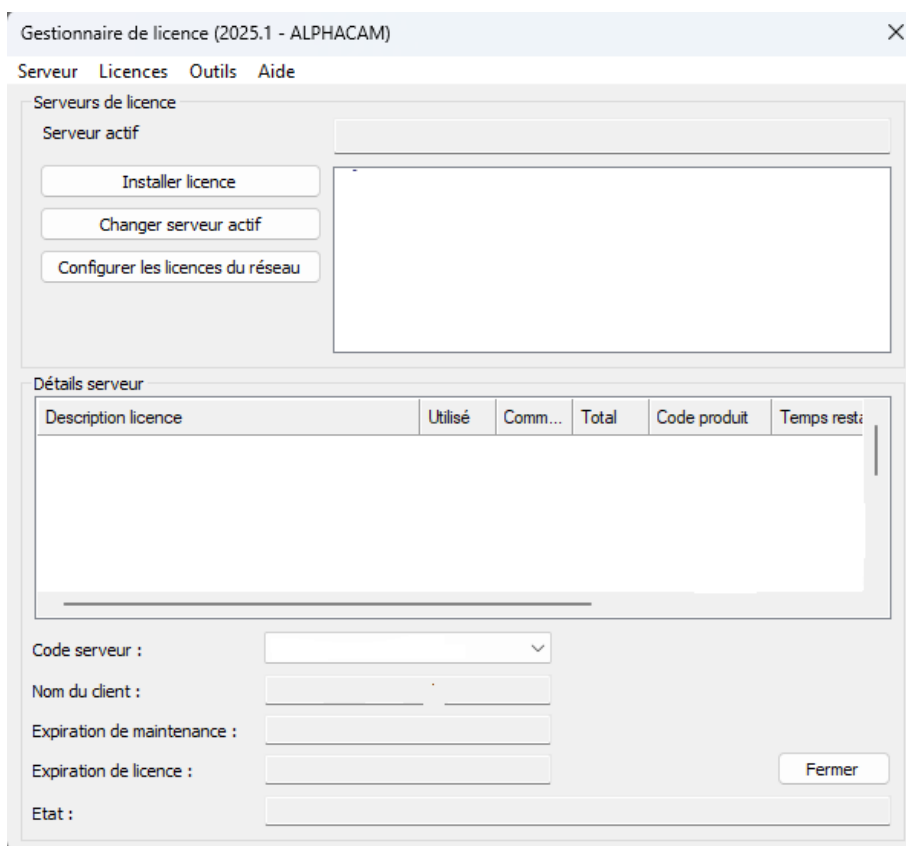 Gestionnaire de licence (2025.1 - ALPHACAM)
Serveur Licences Outils Aide
Serveurs de licence
Serveur actif
Installer licence
Changer serveur actif
Configurer les licences du réseau
Détails serveur
Description licence Utilisé Comm... Total Code produit Temps resta
Code serveur :
Nom du client :
Expiration de maintenance :
Expiration de licence :
Fermer
Etat :